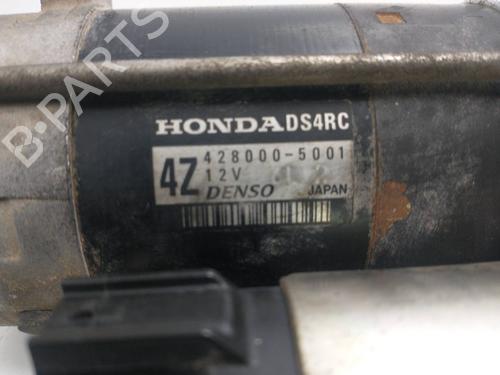 B-PARTS
HONDA DS4RC
4Z 428000-5001
12V
DENSO JAPAN